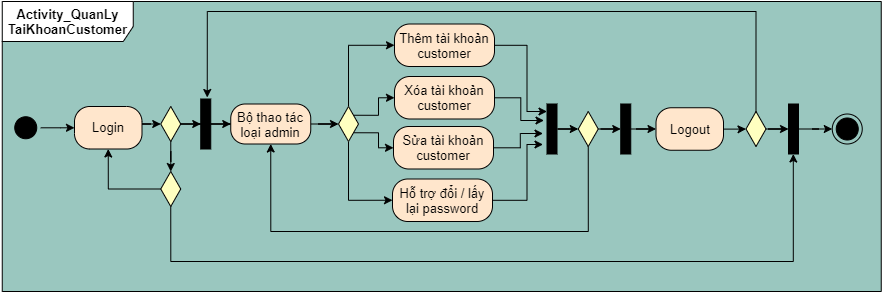 Activity_QuanLy
TaiKhoanCustomer
Login
Bộ thao tác
loại admin
Thêm tài khoản
customer
Xóa tài khoản
customer
Sửa tài khoản
customer
Hỗ trợ đổi / lấy
lại password
Logout